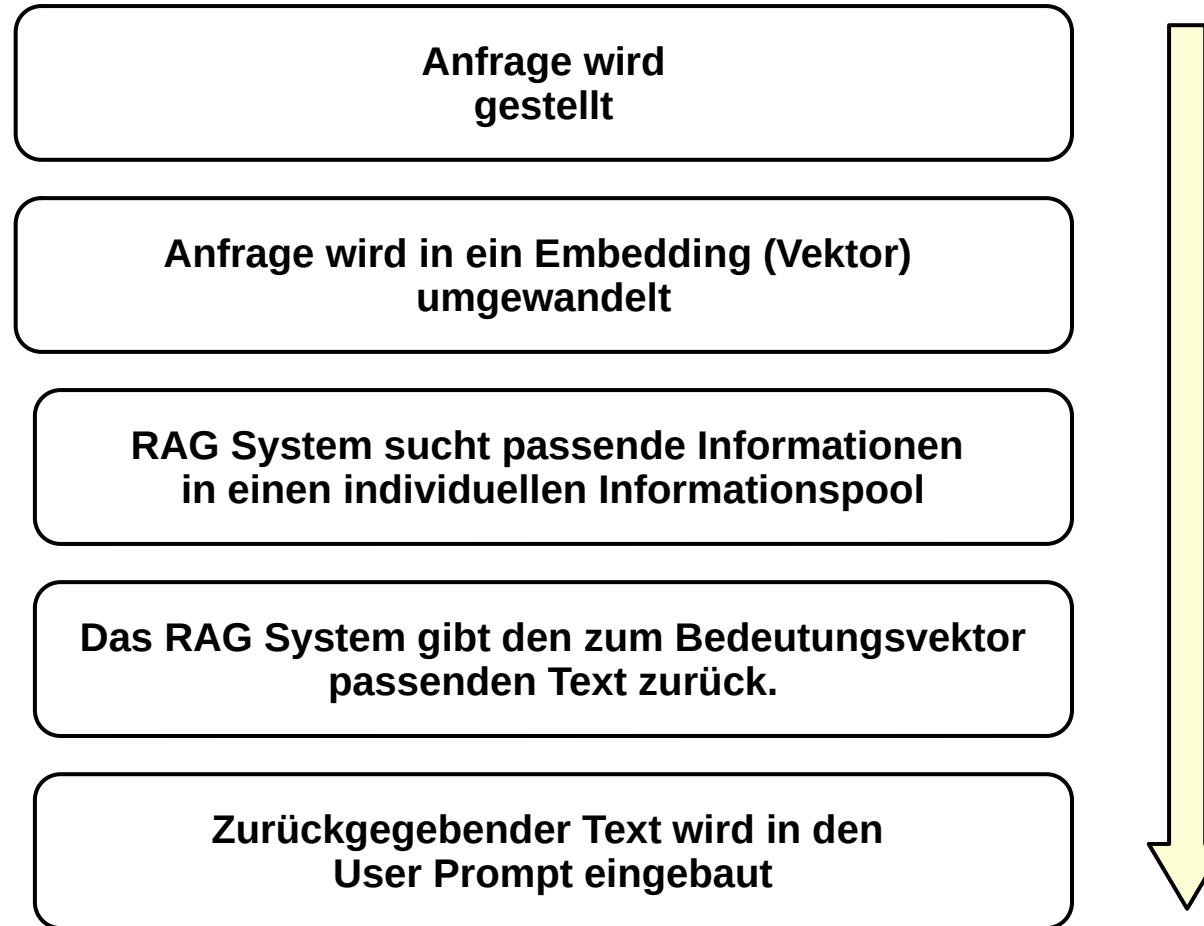 Anfrage wird
gestellt
Anfrage wird in ein Embedding (Vektor)
umgewandelt
RAG System sucht passende Informationen
in einen individuellen Informationspool
Das RAG System gibt den zum Bedeutungsvektor
passenden Text zurück.
Zurückgegebender Text wird in den
User Prompt eingebaut